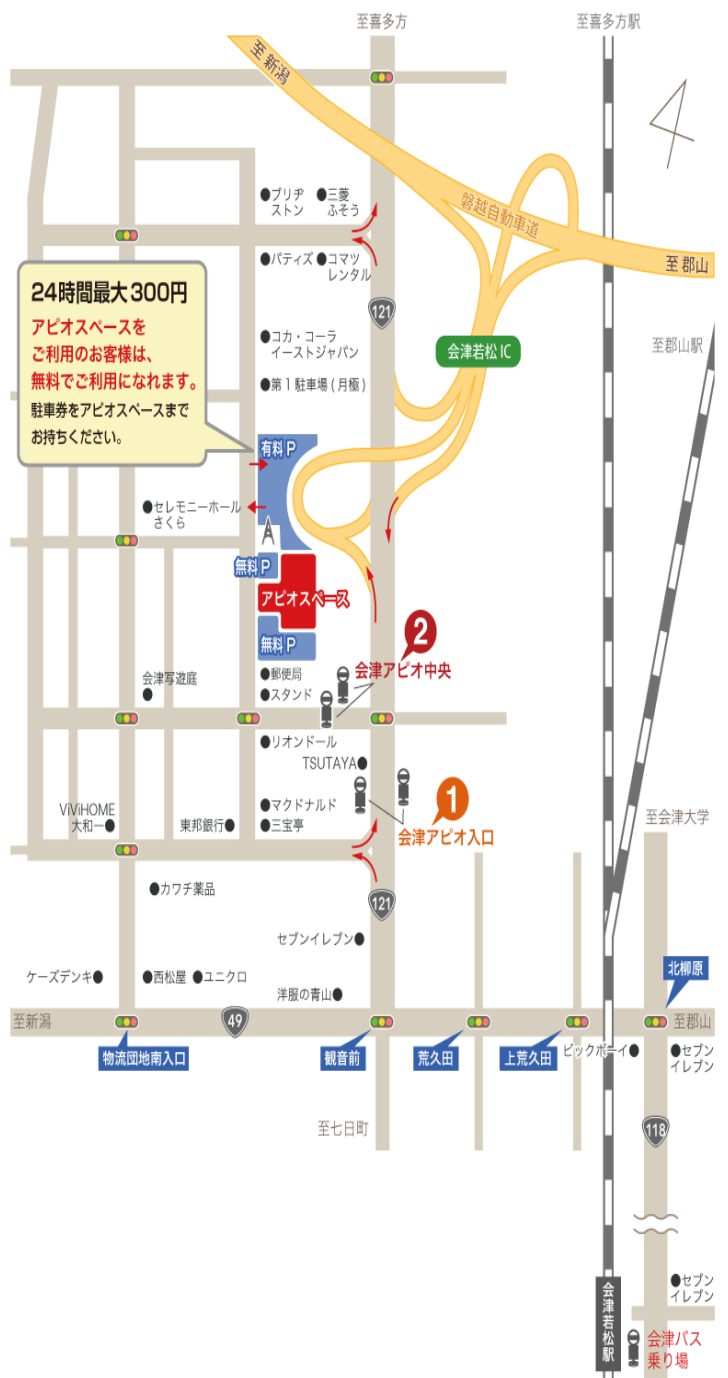 至喜多方
至喜多方駅
至新潟
●ブリヂ
ストン
●三菱
ふそう
磐越自動車道
至郡山
●パティズ
●コマツ
レンタル
24時間最大300円
アピオスペースを
ご利用のお客様は、
無料でご利用になれます。
駐車券をアピオスペースまで
お持ちください。
121
●コカ・コーラ
イーストジャパン
会津若松IC
至郡山駅
●第1駐車場(月極)
有料P
●セレモニーホール
さくら
無料P
アピオスペース
無料P
2
会津アピオ中央
●郵便局
●スタンド
会津写遊庭
●
●リオンドール
TSUTAYA●
1
会津アピオ入口
●マクドナルド
●三宝亭
ViViHOME
大和一●
東邦銀行●
至会津大学
●カワチ薬品
121
セブンイレブン●
ケーズデンキ●
●西松屋
●ユニクロ
洋服の青山●
北柳原
至新潟
49
至郡山
物流団地南入口
観音前
荒久田
上荒久田
ビックボーイ●
●セブン
イレブン
至七日町
118
●セブン
イレブン
会津若松駅
会津バス
乗り場